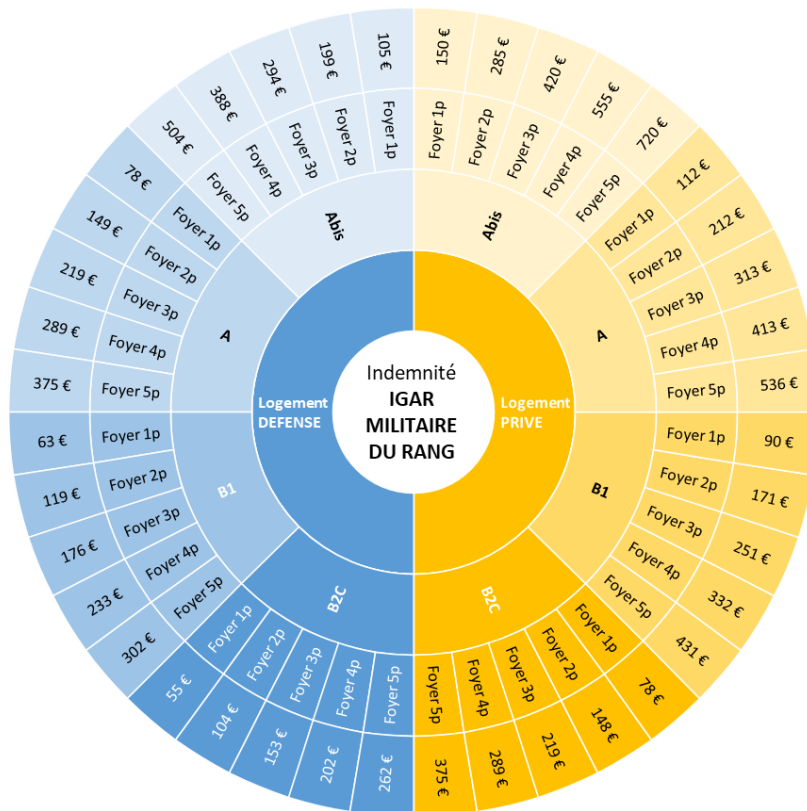 Indemnité
IGAR
MILITAIRE
DU RANG
Logement
PRIVE
Abis
Foyer 1p
150 €
Foyer 2p
285 €
Foyer 3p
420 €
Foyer 4p
555 €
Foyer 5p
720 €
A
Foyer 1p
112 €
Foyer 2p
212 €
Foyer 3p
313 €
Foyer 4p
413 €
Foyer 5p
536 €
B1
Foyer 1p
90 €
Foyer 2p
171 €
Foyer 3p
251 €
Foyer 4p
332 €
Foyer 5p
431 €
B2C
Foyer 1p
78 €
Foyer 2p
148 €
Foyer 3p
219 €
Foyer 4p
289 €
Foyer 5p
375 €
Logement
DEFENSE
Abis
Foyer 1p
105 €
Foyer 2p
199 €
Foyer 3p
294 €
Foyer 4p
388 €
Foyer 5p
504 €
A
Foyer 1p
78 €
Foyer 2p
149 €
Foyer 3p
219 €
Foyer 4p
289 €
Foyer 5p
375 €
B1
Foyer 1p
63 €
Foyer 2p
119 €
Foyer 3p
176 €
Foyer 4p
233 €
Foyer 5p
302 €
B2C
Foyer 1p
55 €
Foyer 2p
104 €
Foyer 3p
153 €
Foyer 4p
202 €
Foyer 5p
262 €